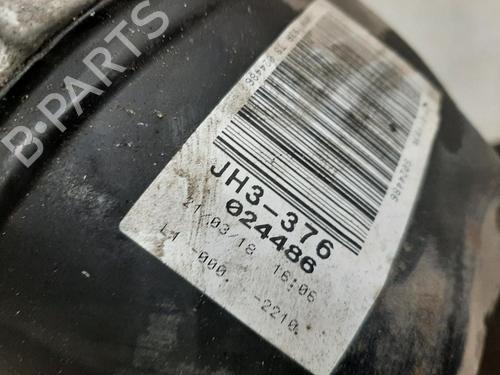 B-PARTS
JH3-376
024486
21/03/18 16:06
L1 -000. -2210.